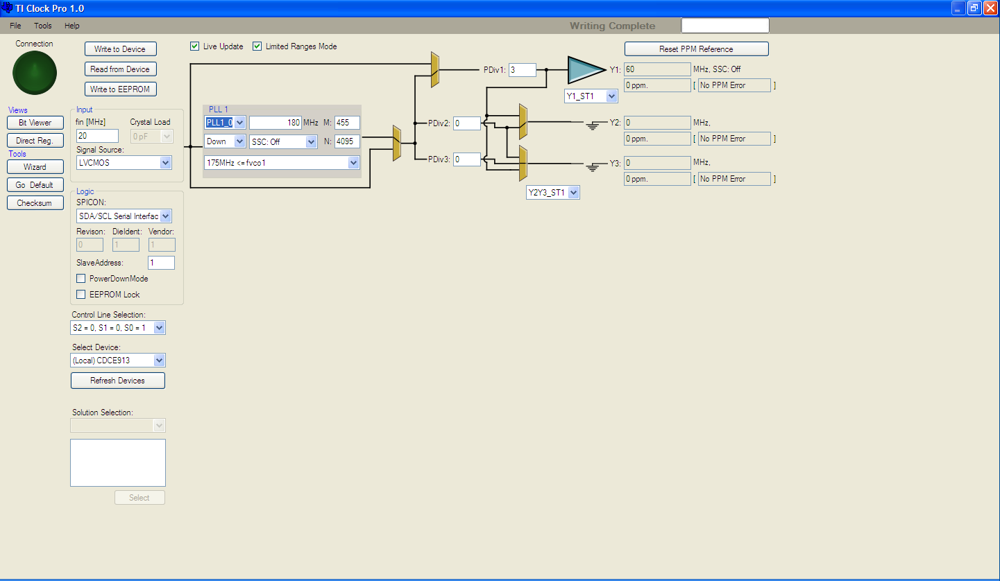 TI Clock Pro 1.0
File Tools Help
Writing Complete
Connection
Write to Device
Read from Device
Write to EEPROM
Live Update
Limited Ranges Mode
Reset PPM Reference
Views
Bit Viewer
Direct Reg.
Tools
Wizard
Go Default
Checksum
Input
fin [MHz]
Crystal Load
20
0 pF
Signal Source:
LVCMOS
PLL 1
PLL1_0
180 MHz M: 455
Down
SSC: Off
N: 4095
175MHz <= fvco1
PDiv1: 3
PDiv2: 0
PDiv3: 0
Y1_ST1
Y2Y3_ST1
Y1: 60 MHz, SSC: Off
0 ppm. [ No PPM Error ]
Y2: 0 MHz,
0 ppm. [ No PPM Error ]
Y3: 0 MHz,
0 ppm. [ No PPM Error ]
Logic
SPICON:
SDA/SCL Serial Interfac
Revison: DieIdent: Vendor:
0 1 1
SlaveAddress: 1
PowerDownMode
EEPROM Lock
Control Line Selection:
S2 = 0, S1 = 0, S0 = 1
Select Device:
(Local) CDCE913
Refresh Devices
Solution Selection:
Select